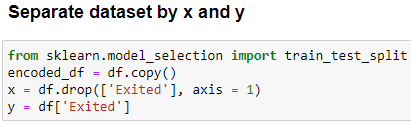 Separate dataset by x and y
from sklearn.model_selection import train_test_split
encoded_df = df.copy()
x = df.drop(['Exited'], axis = 1)
y = df['Exited']